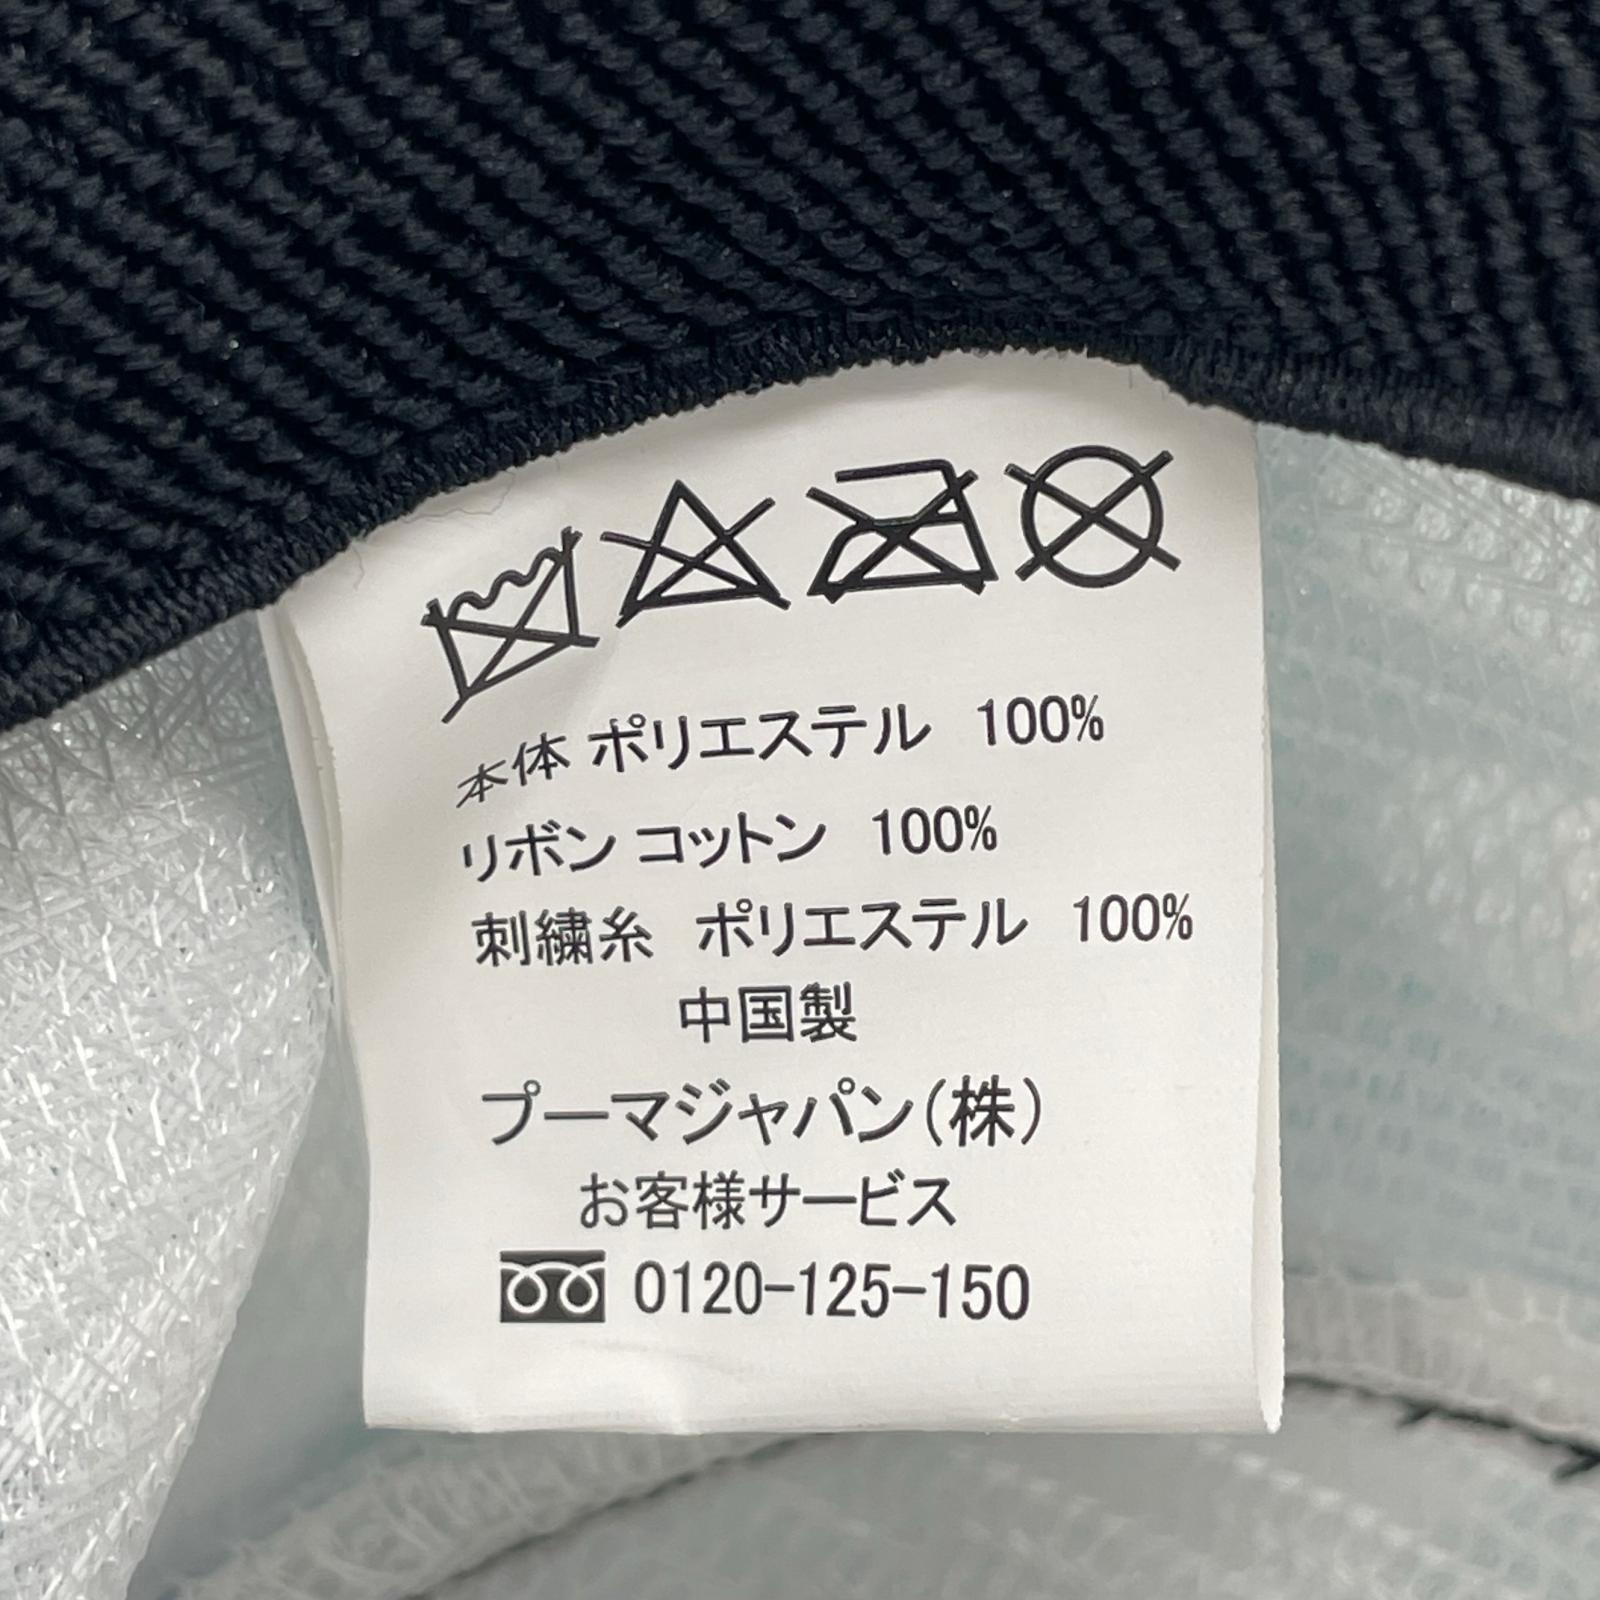 本体 ポリエステル 100%
リボン コットン 100%
刺繍糸 ポリエステル 100%
中国製
プーマジャパン(株)
お客様サービス
0120-125-150